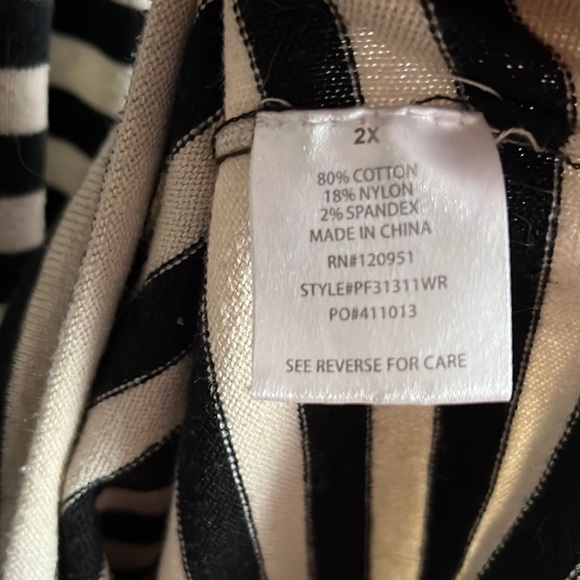 2X
80% COTTON
18% NYLON
2% SPANDEX
MADE IN CHINA
RN#120951
STYLE#PF31311WR
PO#411013
SEE REVERSE FOR CARE